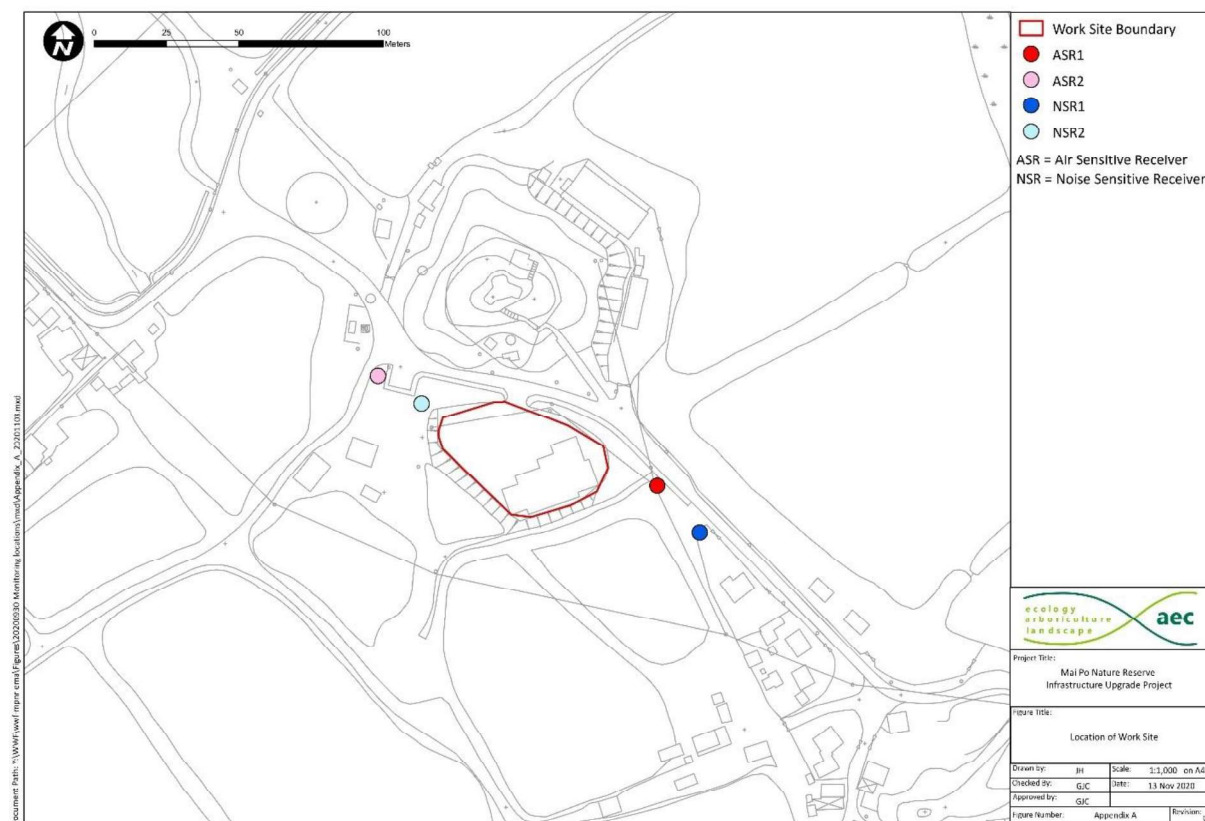 N
0 25 50 100
Meters
Work Site Boundary
ASR1
ASR2
NSR1
NSR2
ASR = Air Sensitive Receiver
NSR = Noise Sensitive Receiver
ecology
arboriculture
landscape
aec
Project Title:
Mai Po Nature Reserve
Infrastructure Upgrade Project
Figure Title:
Location of Work Site
Drawn by: JH Scale: 1:1,000 on A4
Checked By: GJC Date: 13 Nov 2020
Approved by: GJC
Figure Number: Appendix A Revision: